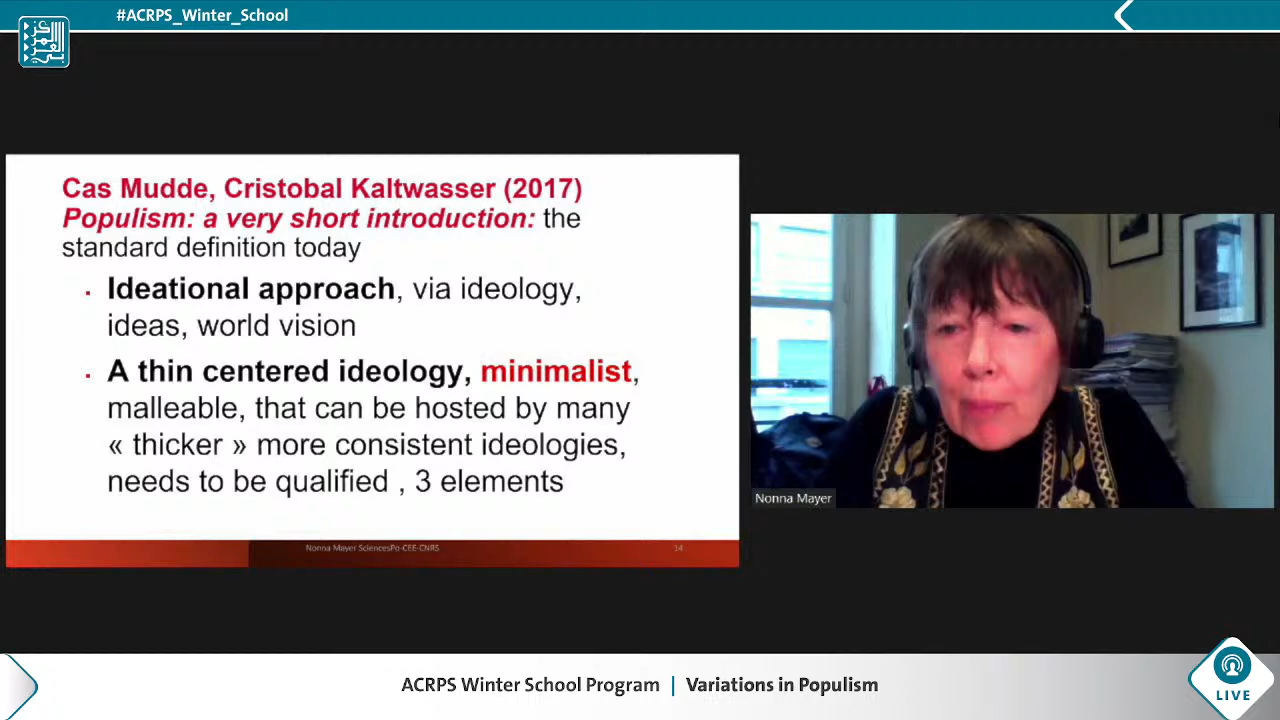 #ACRPS_Winter_School
Cas Mudde, Cristobal Kaltwasser (2017)
Populism: a very short introduction: the
standard definition today
Ideational approach, via ideology,
ideas, world vision
A thin centered ideology, minimalist,
malleable, that can be hosted by many
« thicker » more consistent ideologies,
needs to be qualified , 3 elements
Nonna Mayer SciencesPo-CEE-CNRS
14
Nonna Mayer
ACRPS Winter School Program | Variations in Populism
LIVE